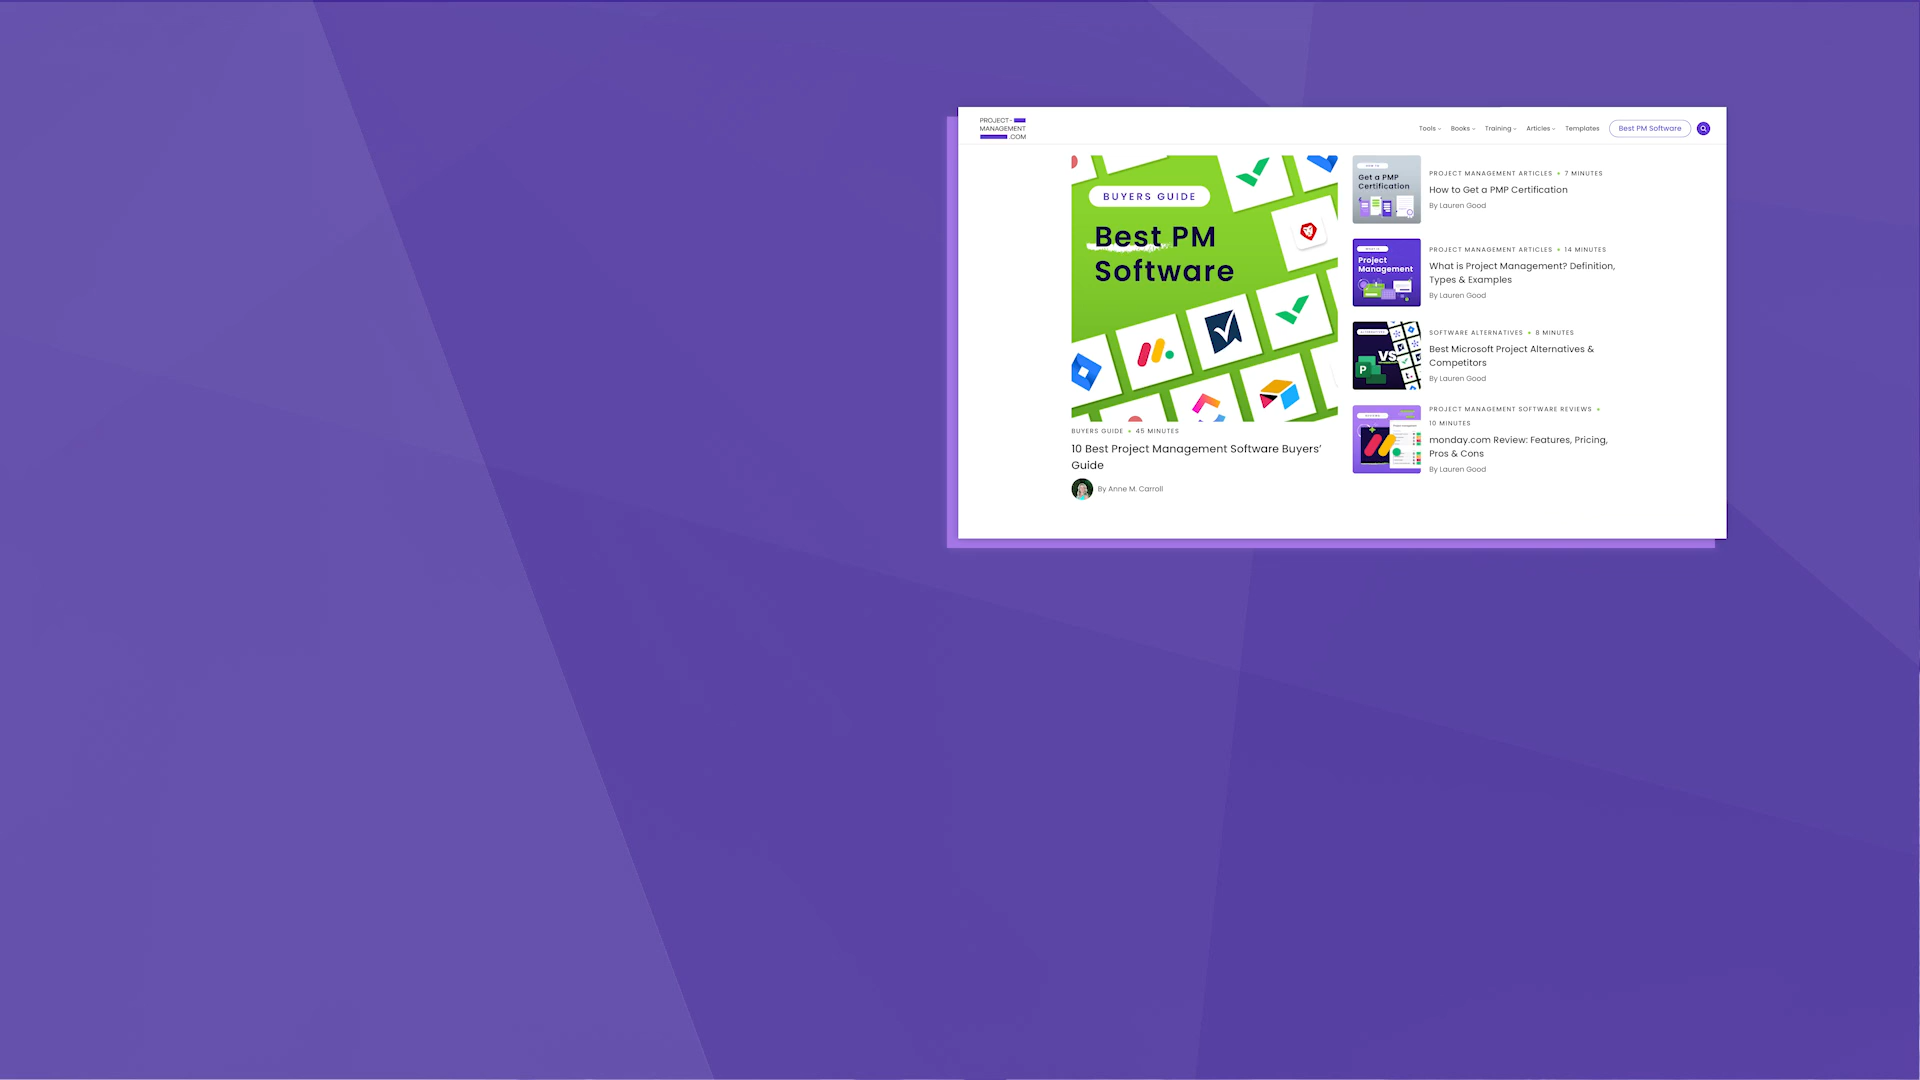 PROJECT-
MANAGEMENT
.COM
Tools
Books
Training
Articles
Templates
Best PM Software
BUYERS GUIDE
Best PM
Software
BUYERS GUIDE • 45 MINUTES
10 Best Project Management Software Buyers’
Guide
By Anne M. Carroll
Get a PMP
Certification
PROJECT MANAGEMENT ARTICLES • 7 MINUTES
How to Get a PMP Certification
By Lauren Good
Project
Management
PROJECT MANAGEMENT ARTICLES • 14 MINUTES
What is Project Management? Definition,
Types & Examples
By Lauren Good
VS
P
SOFTWARE ALTERNATIVES • 8 MINUTES
Best Microsoft Project Alternatives &
Competitors
By Lauren Good
PROJECT MANAGEMENT SOFTWARE REVIEWS •
10 MINUTES
monday.com Review: Features, Pricing,
Pros & Cons
By Lauren Good